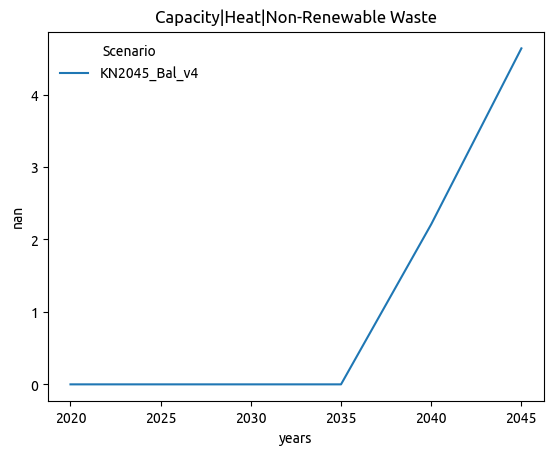 Capacity|Heat|Non-Renewable Waste
Scenario
KN2045_Bal_v4
4
3
2
1
0
nan
2020 2025 2030 2035 2040 2045
years